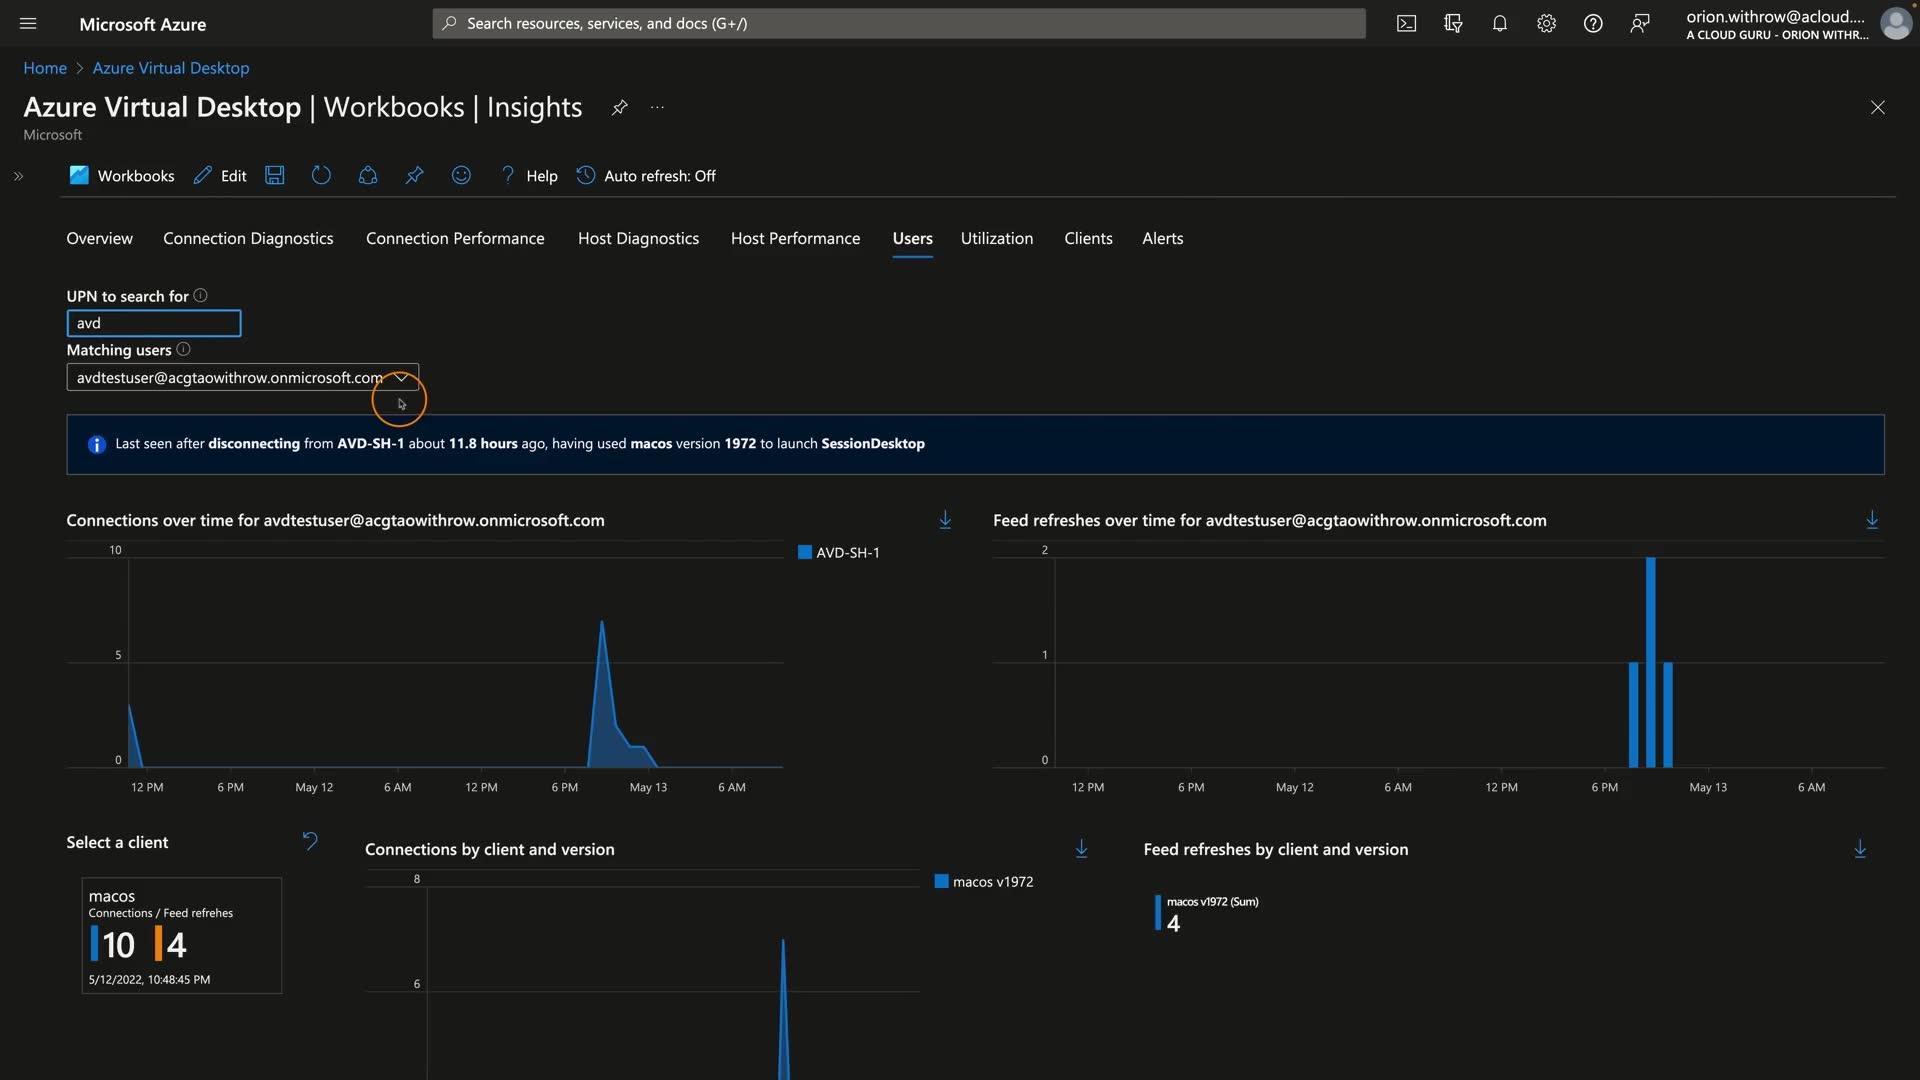 Microsoft Azure
Search resources, services, and docs (G+/)
orion.withrow@acloud....
A CLOUD GURU - ORION WITHR...
Home > Azure Virtual Desktop
Azure Virtual Desktop | Workbooks | Insights
Microsoft
Workbooks Edit Help Auto refresh: Off
Overview Connection Diagnostics Connection Performance Host Diagnostics Host Performance Users Utilization Clients Alerts
UPN to search for
avd
Matching users
avdtestuser@acgtaowithrow.onmicrosoft.com
Last seen after disconnecting from AVD-SH-1 about 11.8 hours ago, having used macos version 1972 to launch SessionDesktop
Connections over time for avdtestuser@acgtaowithrow.onmicrosoft.com
10
5
0
12 PM 6 PM May 12 6 AM 12 PM 6 PM May 13 6 AM
AVD-SH-1
Feed refreshes over time for avdtestuser@acgtaowithrow.onmicrosoft.com
2
1
0
12 PM 6 PM May 12 6 AM 12 PM 6 PM May 13 6 AM
Select a client
macos
Connections / Feed refrehes
10 4
5/12/2022, 10:48:45 PM
Connections by client and version
8
6
macos v1972
Feed refreshes by client and version
macos v1972 (Sum)
4